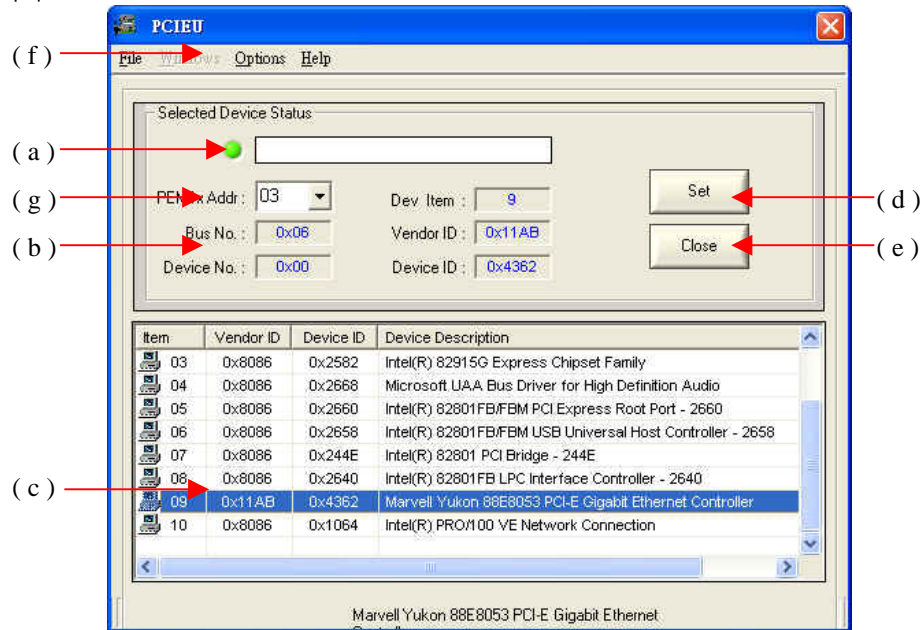 PCIEU
( f )
File Windows Options Help
Selected Device Status
( a )
( g ) Addr : 03 Dev Item : 9 Set ( d )
( b ) Bus No. : 0x06 Vendor ID : 0x11AB Close ( e )
Device No. : 0x00 Device ID : 0x4362
Item Vendor ID Device ID Device Description
03 0x8086 0x2582 Intel(R) 82915G Express Chipset Family
04 0x8086 0x2668 Microsoft UAA Bus Driver for High Definition Audio
05 0x8086 0x2660 Intel(R) 82801FB/FBM PCI Express Root Port - 2660
06 0x8086 0x2658 Intel(R) 82801FB/FBM USB Universal Host Controller - 2658
07 0x8086 0x244E Intel(R) 82801 PCI Bridge - 244E
08 0x8086 0x2640 Intel(R) 82801FB LPC Interface Controller - 2640
( c )
09 0x11AB 0x4362 Marvell Yukon 88E8053 PCI-E Gigabit Ethernet Controller
10 0x8086 0x1064 Intel(R) PRO/100 VE Network Connection
Marvell Yukon 88E8053 PCI-E Gigabit Ethernet